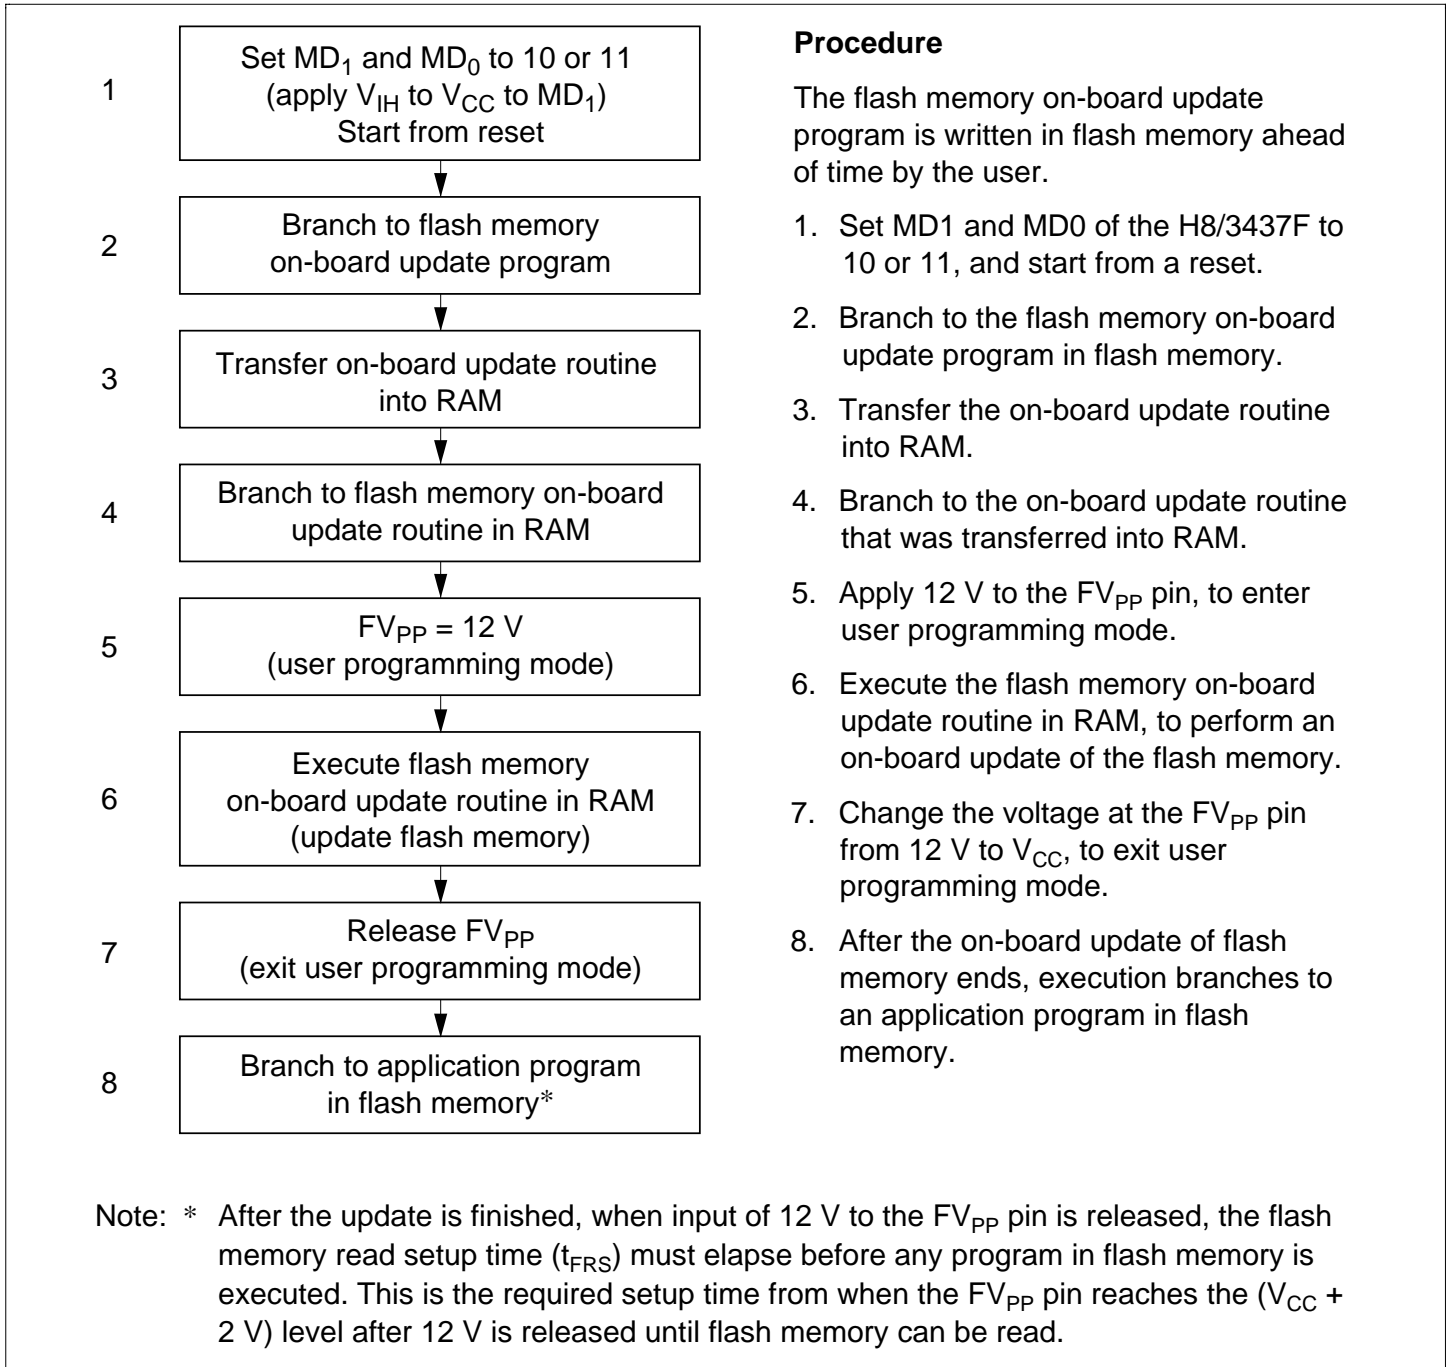 1
Set MD1 and MD0 to 10 or 11
(apply VIH to VCC to MD1)
Start from reset
2
Branch to flash memory
on-board update program
3
Transfer on-board update routine
into RAM
4
Branch to flash memory on-board
update routine in RAM
5
FVPP = 12 V
(user programming mode)
6
Execute flash memory
on-board update routine in RAM
(update flash memory)
7
Release FVPP
(exit user programming mode)
8
Branch to application program
in flash memory*
Procedure
The flash memory on-board update
program is written in flash memory ahead
of time by the user.
1. Set MD1 and MD0 of the H8/3437F to
10 or 11, and start from a reset.
2. Branch to the flash memory on-board
update program in flash memory.
3. Transfer the on-board update routine
into RAM.
4. Branch to the on-board update routine
that was transferred into RAM.
5. Apply 12 V to the FVPP pin, to enter
user programming mode.
6. Execute the flash memory on-board
update routine in RAM, to perform an
on-board update of the flash memory.
7. Change the voltage at the FVPP pin
from 12 V to VCC, to exit user
programming mode.
8. After the on-board update of flash
memory ends, execution branches to
an application program in flash
memory.
Note: * After the update is finished, when input of 12 V to the FVPP pin is released, the flash
memory read setup time (tFRS) must elapse before any program in flash memory is
executed. This is the required setup time from when the FVPP pin reaches the (VCC +
2 V) level after 12 V is released until flash memory can be read.